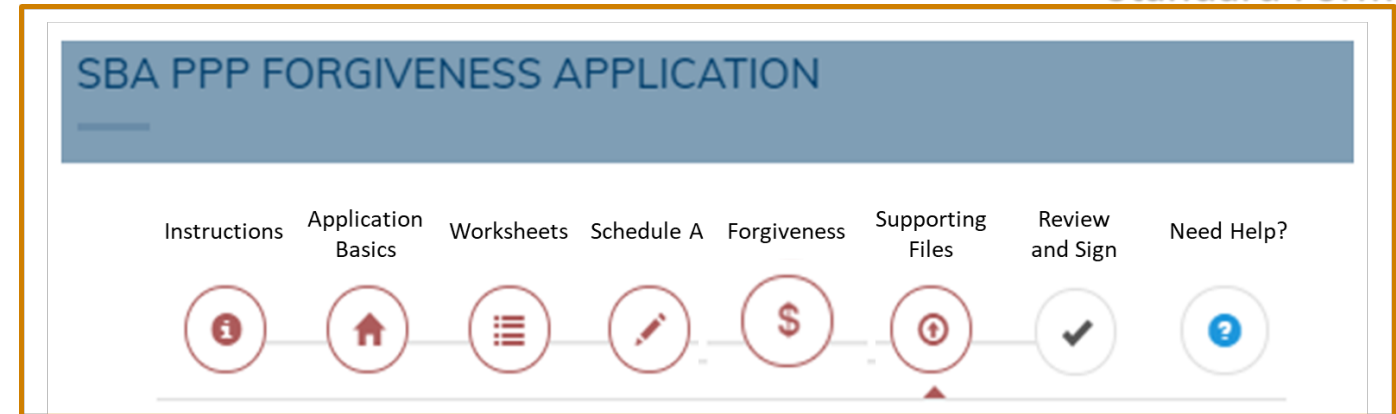 SBA PPP FORGIVENESS APPLICATION
Instructions
Application
Basics
Worksheets
Schedule A
Forgiveness
Supporting
Files
Review
and Sign
Need Help?
$
?